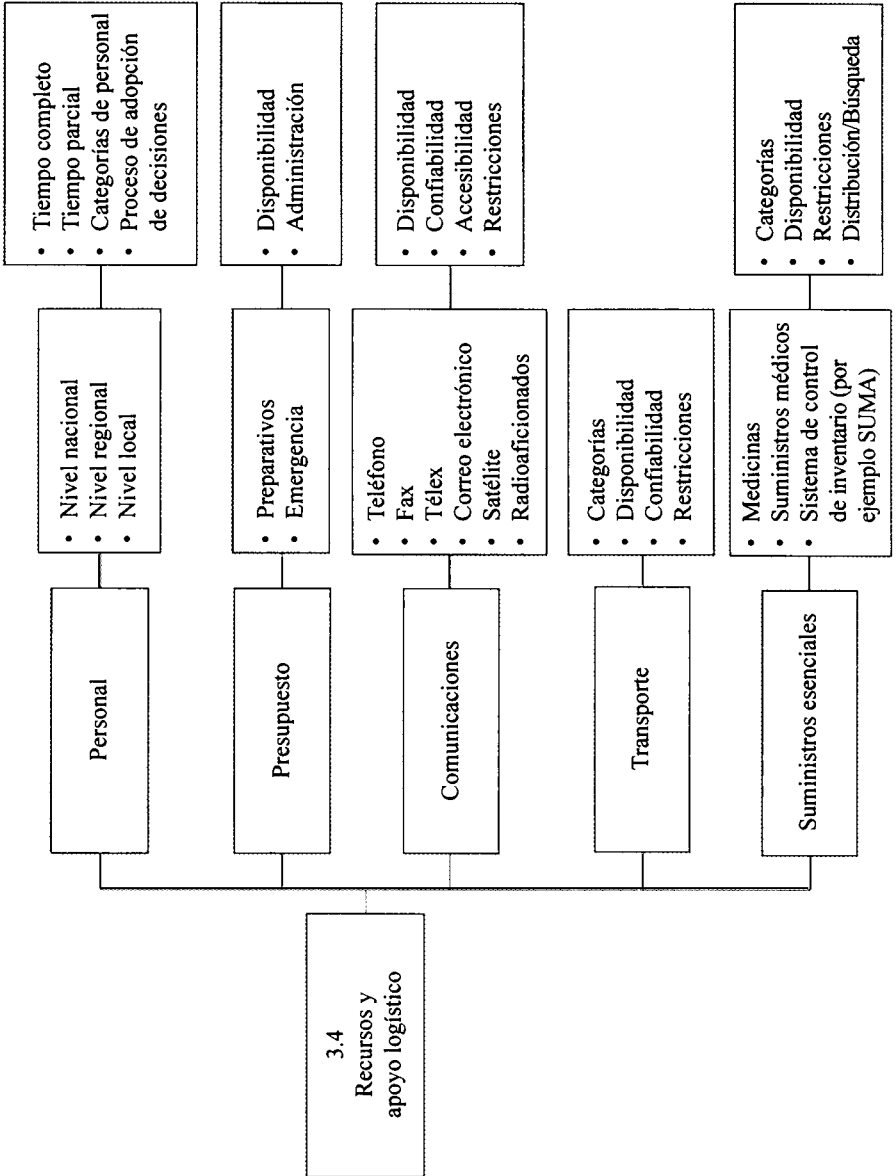 3.4
Recursos y
apoyo logístico
Personal
• Nivel nacional
• Nivel regional
• Nivel local
• Tiempo completo
• Tiempo parcial
• Categorías de personal
• Proceso de adopción
de decisiones
Presupuesto
• Preparativos
• Emergencia
• Disponibilidad
• Administración
Comunicaciones
• Teléfono
• Fax
• Télex
• Correo electrónico
• Satélite
• Radioaficionados
• Disponibilidad
• Confiabilidad
• Accesibilidad
• Restricciones
Transporte
• Categorías
• Disponibilidad
• Confiabilidad
• Restricciones
Suministros esenciales
• Medicinas
• Suministros médicos
• Sistema de control
de inventario (por
ejemplo SUMA)
• Categorías
• Disponibilidad
• Restricciones
• Distribución/Búsqueda